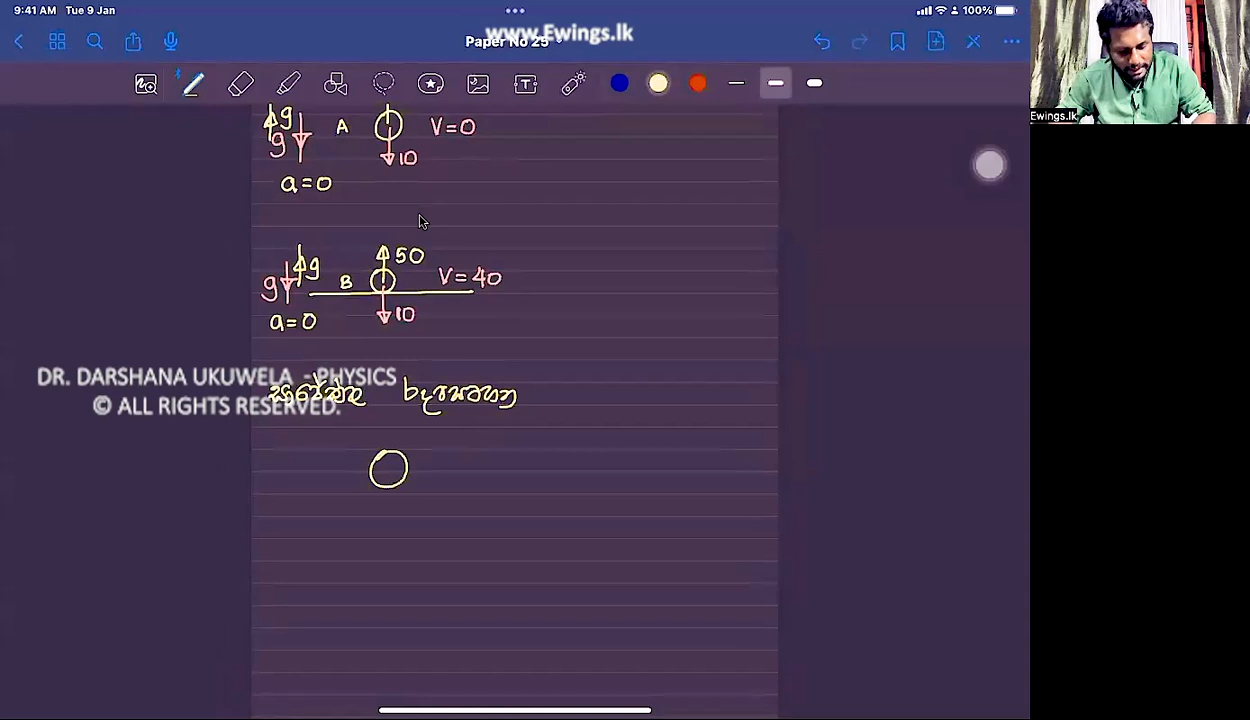 9:41 AM Tue 9 Jan
100%
www.Ewings.lk
Paper No 25
Ewings.lk
g
g A V=0
10
a=0
50
g g B V=40
10
a=0
DR. DARSHANA UKUWELA - PHYSICS
සාපේක්ෂ රූපසටහන
© ALL RIGHTS RESERVED.